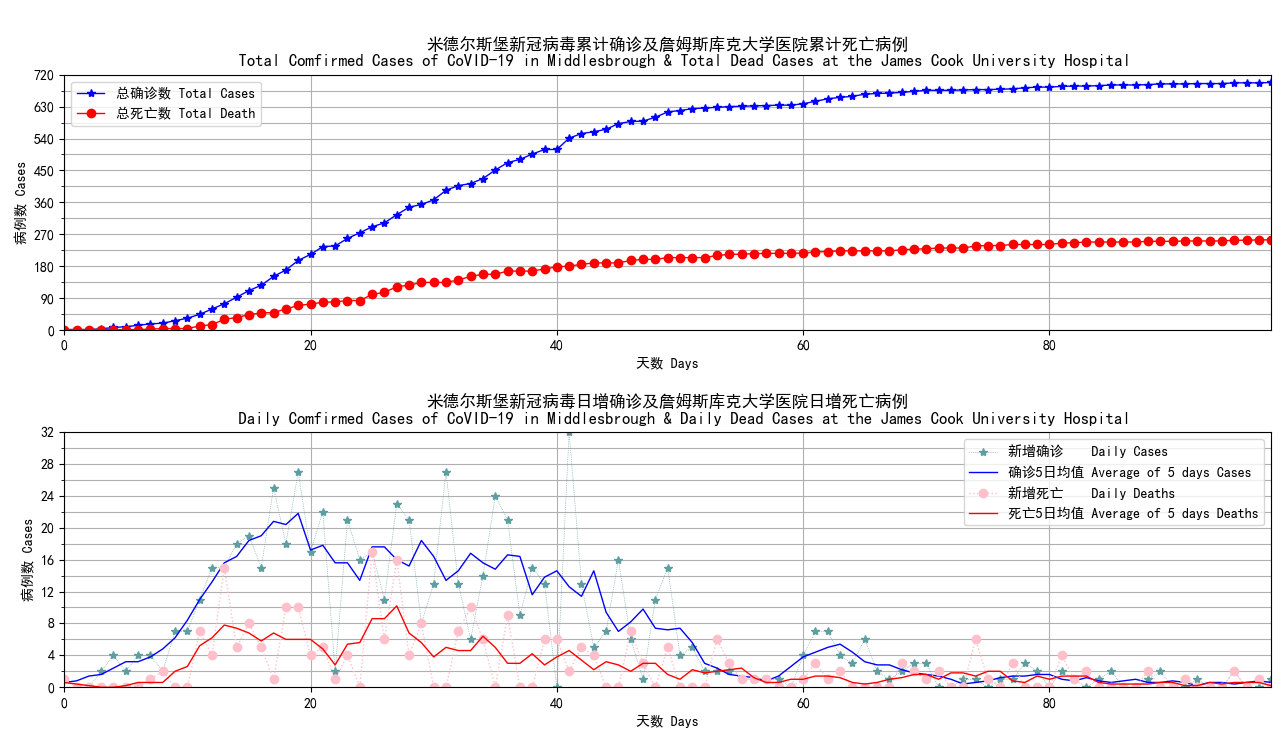 米德尔斯堡新冠病毒累计确诊及詹姆斯库克大学医院累计死亡病例
Total Comfirmed Cases of CoVID-19 in Middlesbrough & Total Dead Cases at the James Cook University Hospital
病例数 Cases
720
630
540
450
360
270
180
90
0
总确诊数 Total Cases
总死亡数 Total Death
0 20 40 60 80
天数 Days
米德尔斯堡新冠病毒日增确诊及詹姆斯库克大学医院日增死亡病例
Daily Comfirmed Cases of CoVID-19 in Middlesbrough & Daily Dead Cases at the James Cook University Hospital
病例数 Cases
32
28
24
20
16
12
8
4
0
新增确诊 Daily Cases
确诊5日均值 Average of 5 days Cases
新增死亡 Daily Deaths
死亡5日均值 Average of 5 days Deaths
0 20 40 60 80
天数 Days